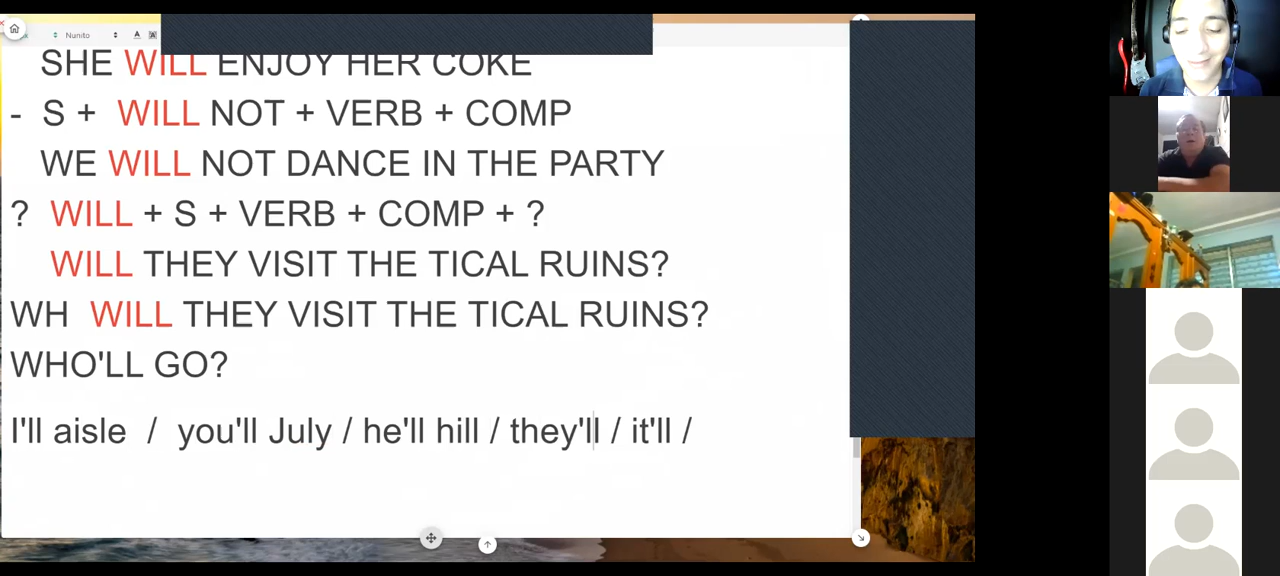 Nunito A A
SHE WILL ENJOY HER COKE
- S + WILL NOT + VERB + COMP
WE WILL NOT DANCE IN THE PARTY
? WILL + S + VERB + COMP + ?
WILL THEY VISIT THE TICAL RUINS?
WH WILL THEY VISIT THE TICAL RUINS?
WHO'LL GO?
I'll aisle / you'll July / he'll hill / they'll / it'll /